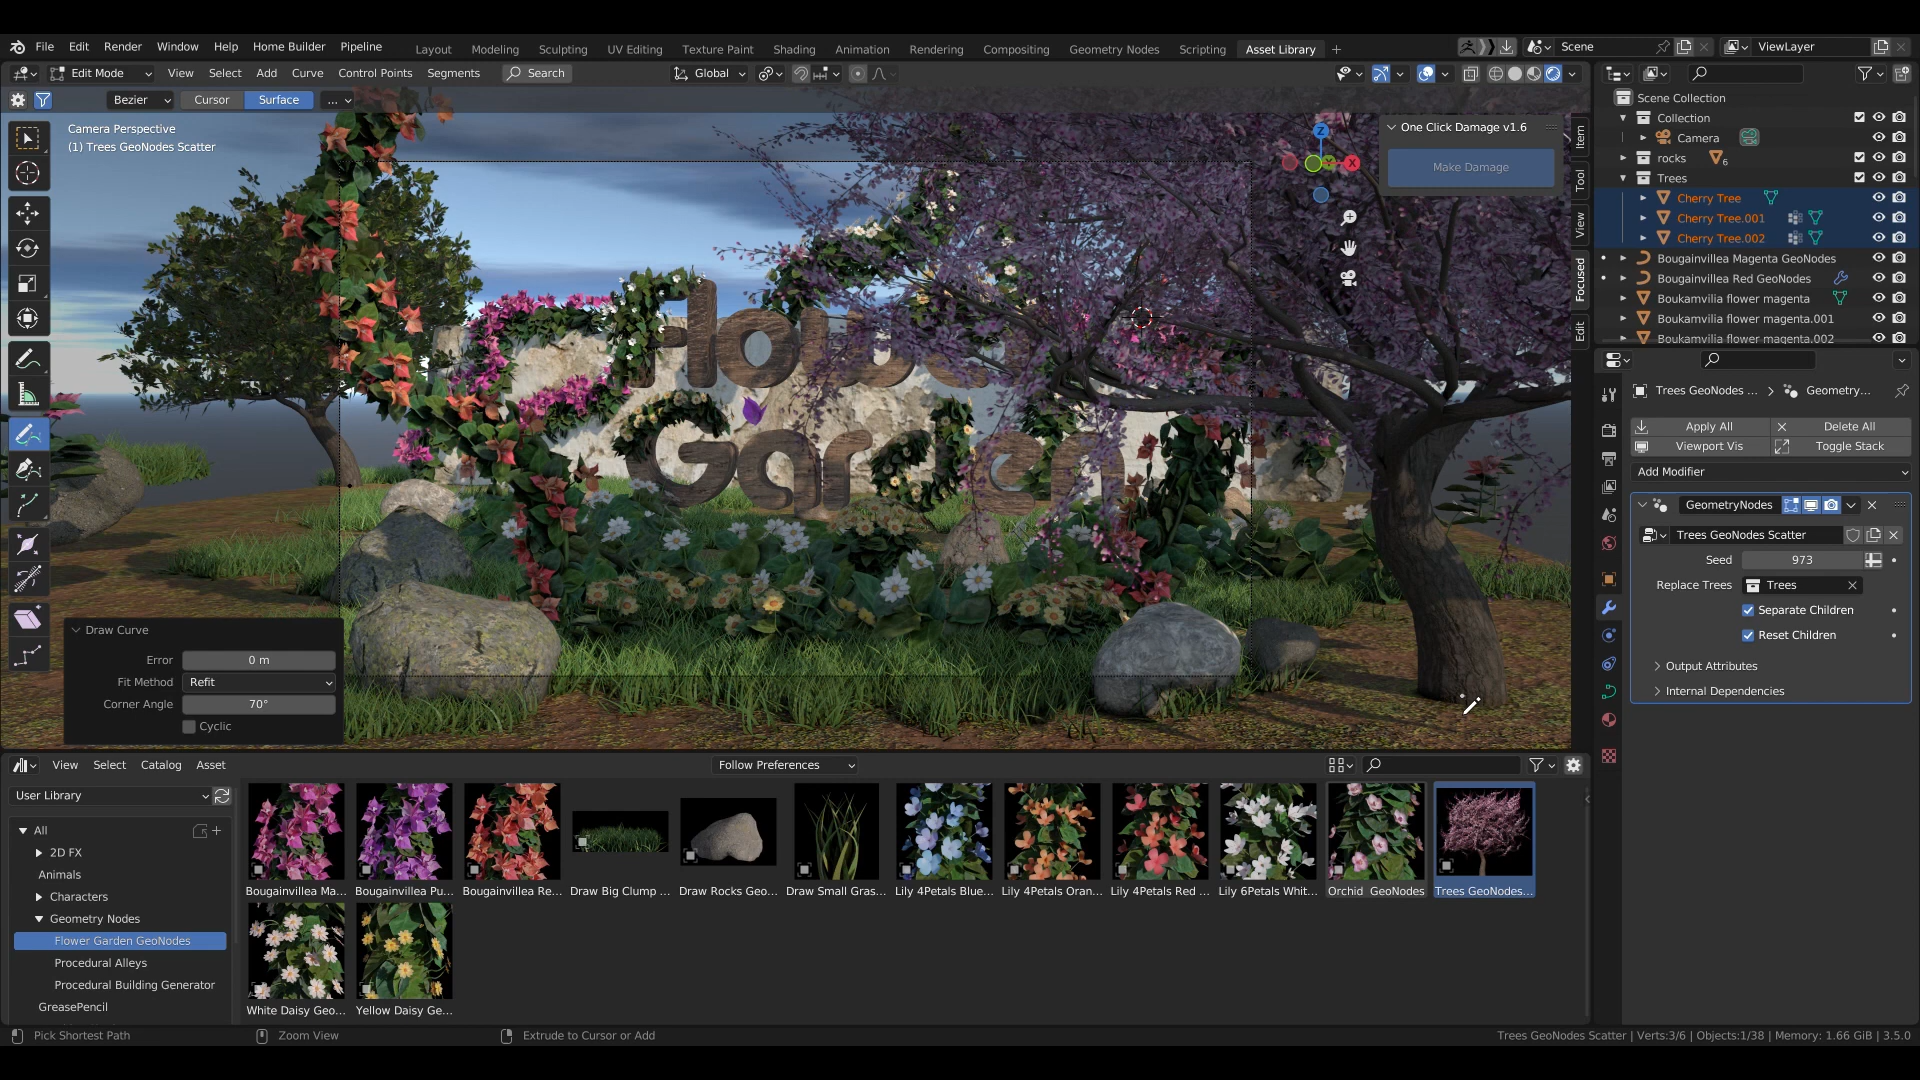 File Edit Render Window Help Home Builder Pipeline
Layout Modeling Sculpting UV Editing Texture Paint Shading Animation Rendering Compositing Geometry Nodes Scripting Asset Library +
Scene
ViewLayer
Edit Mode
View Select Add Curve Control Points Segments Search
Global
Bezier Cursor Surface ...
Camera Perspective
(1) Trees GeoNodes Scatter
One Click Damage v1.6
Make Damage
Z
X
Item
Tool
View
Focused
Edit
Garden
Draw Curve
Error 0 m
Fit Method Refit
Corner Angle 70°
Cyclic
Scene Collection
Collection
Camera
rocks 6
Trees
Cherry Tree
Cherry Tree.001
Cherry Tree.002
Bougainvillea Magenta GeoNodes
Bougainvillea Red GeoNodes
Boukamvilia flower magenta
Boukamvilia flower magenta.001
Boukamvilia flower magenta.002
Trees GeoNodes ... Geometry...
Apply All Delete All
Viewport Vis Toggle Stack
Add Modifier
GeometryNodes
Trees GeoNodes Scatter
Seed 973
Replace Trees Trees
Separate Children
Reset Children
Output Attributes
Internal Dependencies
View Select Catalog Asset
Follow Preferences
User Library
All
2D FX
Animals
Characters
Geometry Nodes
Flower Garden GeoNodes
Procedural Alleys
Procedural Building Generator
GreasePencil
Bougainvillea Ma... Bougainvillea Pu... Bougainvillea Re... Draw Big Clump ... Draw Rocks Geo... Draw Small Gras... Lily 4Petals Blue... Lily 4Petals Oran... Lily 4Petals Red ... Lily 6Petals Whit... Orchid GeoNodes Trees GeoNodes...
White Daisy Geo... Yellow Daisy Ge...
Pick Shortest Path
Zoom View
Extrude to Cursor or Add
Trees GeoNodes Scatter | Verts:3/6 | Objects:1/38 | Memory: 1.66 GiB | 3.5.0